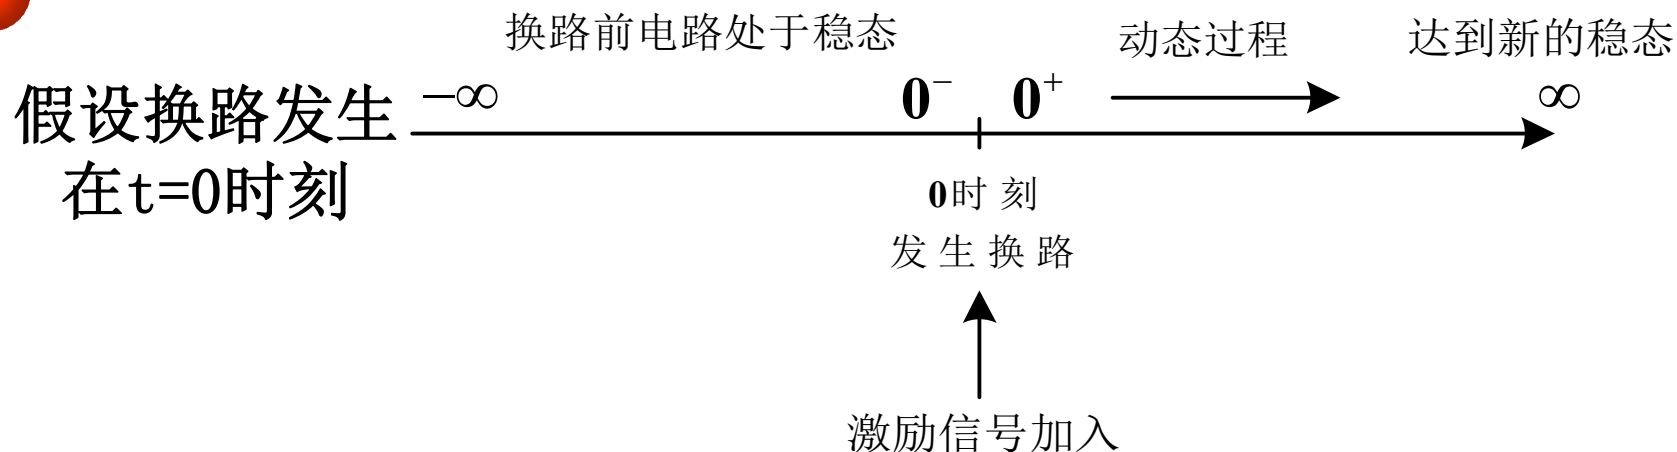 换路前电路处于稳态
动态过程
达到新的稳态
假设换路发生
在t=0时刻
−∞
0⁻
0⁺
∞
0时刻
发生换路
激励信号加入